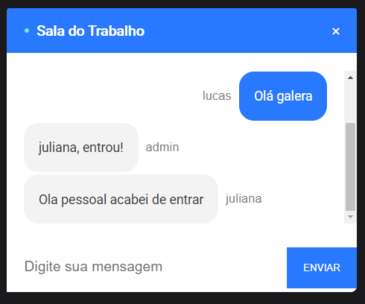 Sala do Trabalho ×
lucas Olá galera
juliana, entrou! admin
Ola pessoal acabei de entrar juliana
Digite sua mensagem ENVIAR